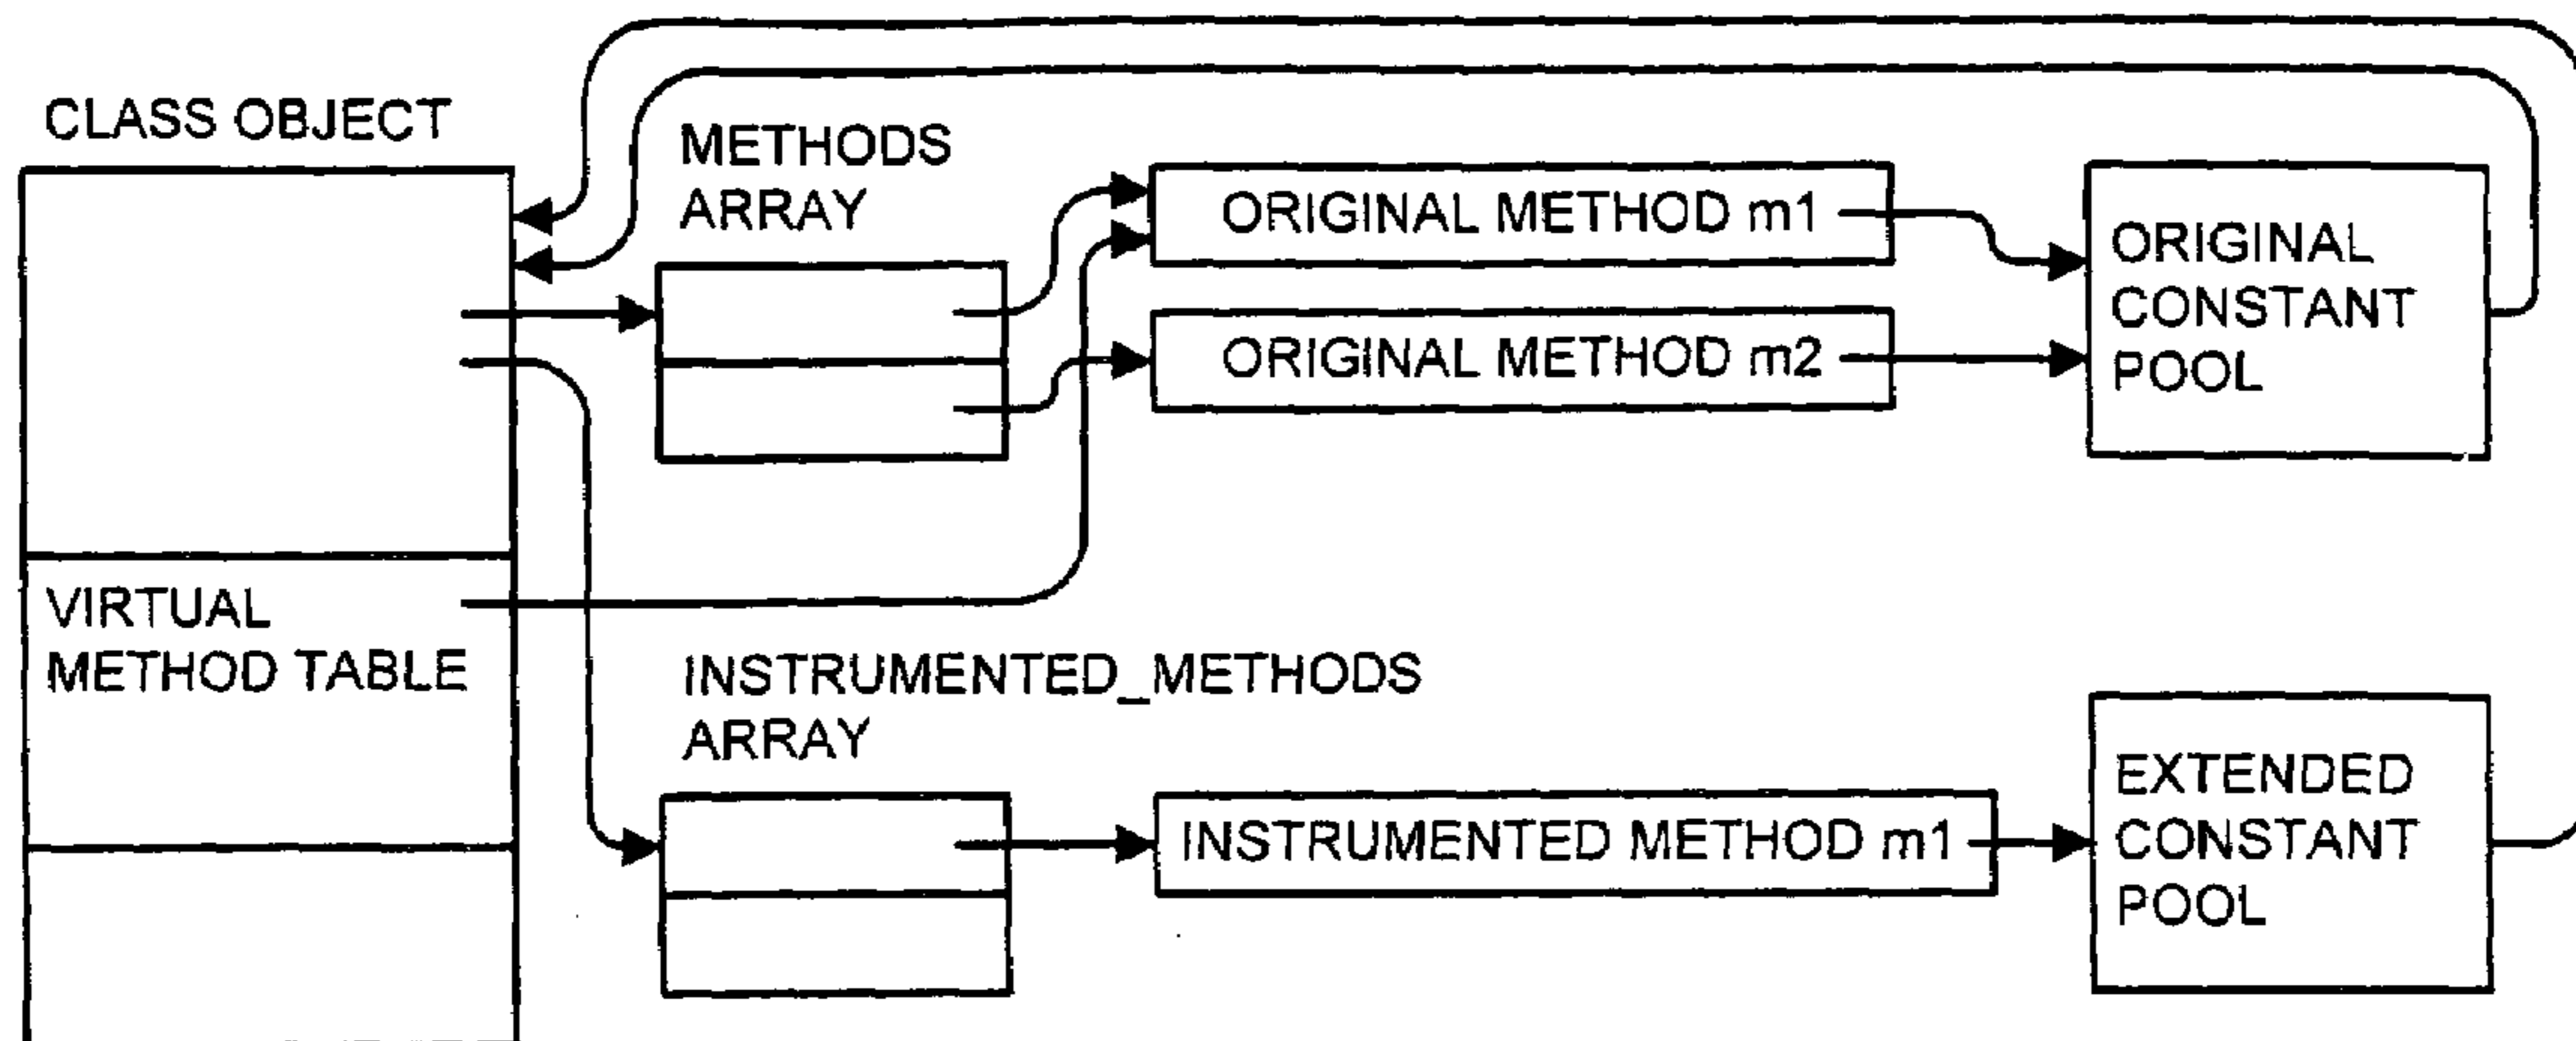 CLASS OBJECT
METHODS
ARRAY
ORIGINAL METHOD m1
ORIGINAL METHOD m2
ORIGINAL
CONSTANT
POOL
VIRTUAL
METHOD TABLE
INSTRUMENTED_METHODS
ARRAY
INSTRUMENTED METHOD m1
EXTENDED
CONSTANT
POOL